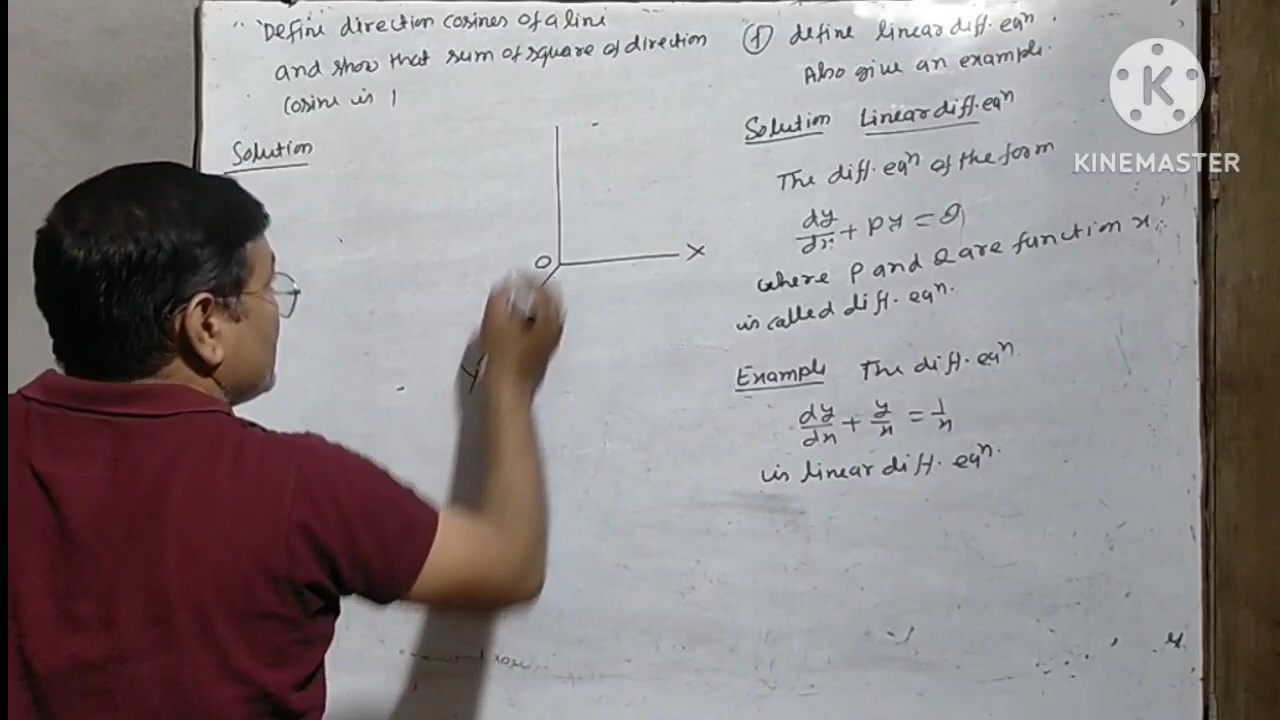 Define direction cosines of a line
and show that sum of square of direction
cosine is 1
Solution
O
X
Y
(f) define linear diff. eqn.
Also give an example.
Solution Linear diff. eqn
The diff. eqn of the form
dy/dx + Py = Q
where P and Q are function x
is called diff. eqn.
Example The diff. eqn
dy/dx + y/x = 1/x
is linear diff. eqn.
K
KINEMASTER